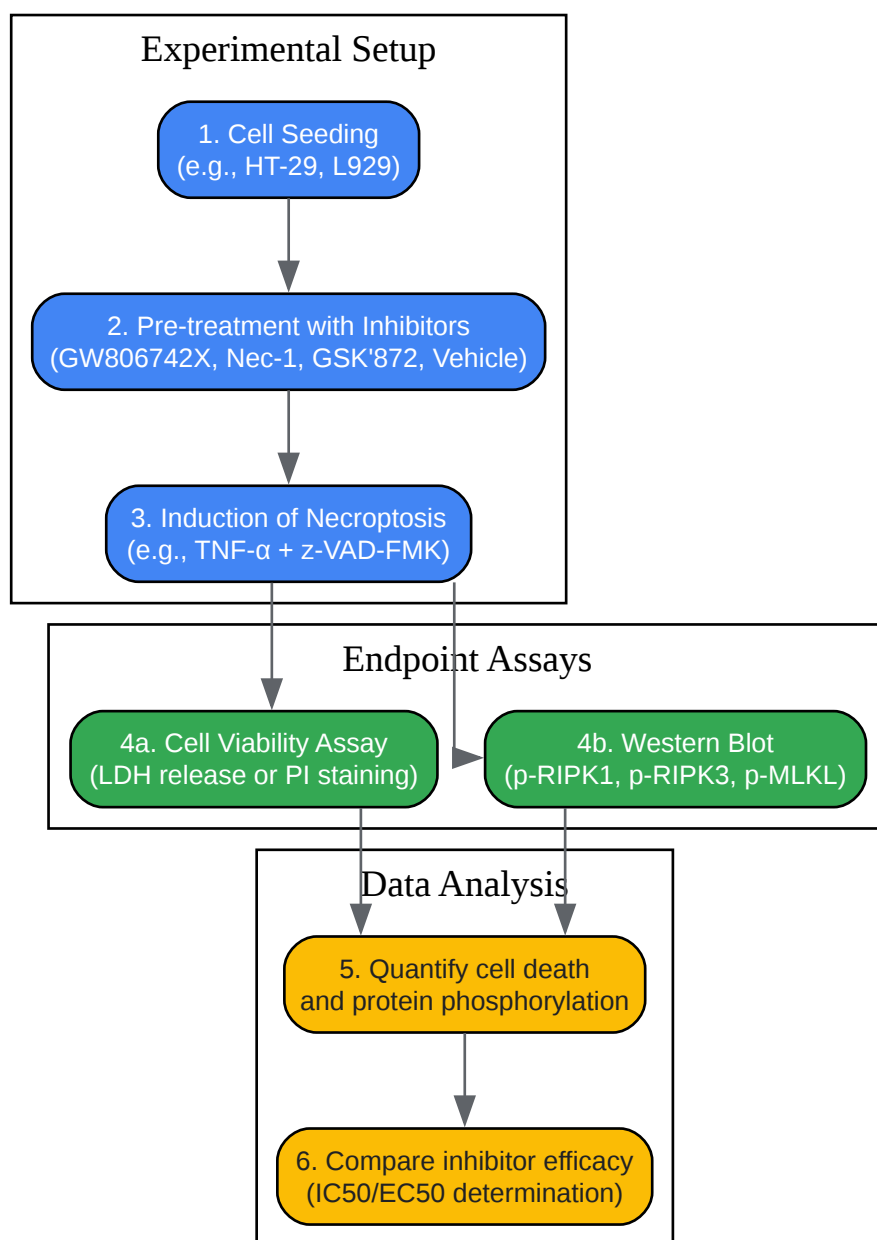 Experimental Setup
1. Cell Seeding
(e.g., HT-29, L929)
2. Pre-treatment with Inhibitors
(GW806742X, Nec-1, GSK'872, Vehicle)
3. Induction of Necroptosis
(e.g., TNF-α + z-VAD-FMK)
Endpoint Assays
4a. Cell Viability Assay
(LDH release or PI staining)
4b. Western Blot
(p-RIPK1, p-RIPK3, p-MLKL)
Data Analysis
5. Quantify cell death
and protein phosphorylation
6. Compare inhibitor efficacy
(IC50/EC50 determination)